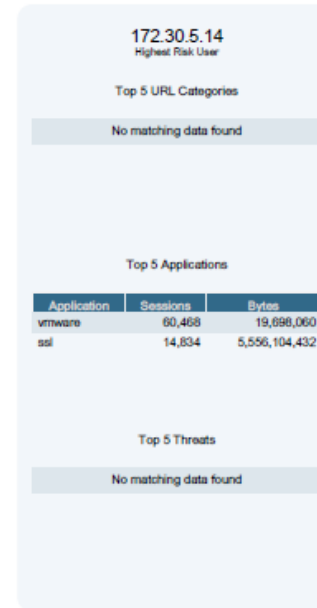 172.30.5.14
Highest Risk User
Top 5 URL Categories
No matching data found
Top 5 Applications
Application Sessions Bytes
vmware 60,468 19,698,060
ssl 14,834 5,556,104,432
Top 5 Threats
No matching data found